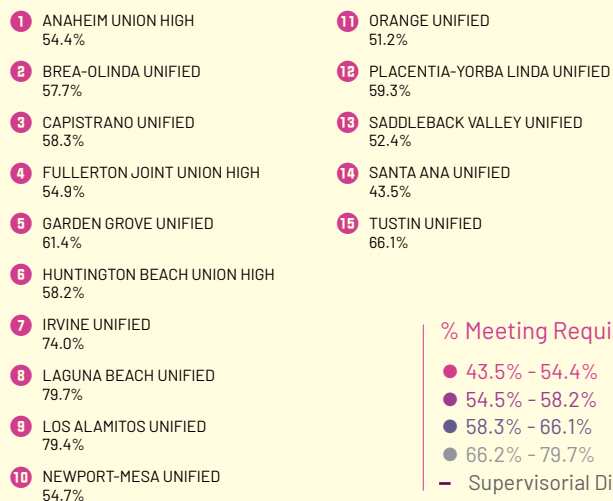 1 ANAHEIM UNION HIGH
54.4%
2 BREA-OLINDA UNIFIED
57.7%
3 CAPISTRANO UNIFIED
58.3%
4 FULLERTON JOINT UNION HIGH
54.9%
5 GARDEN GROVE UNIFIED
61.4%
6 HUNTINGTON BEACH UNION HIGH
58.2%
7 IRVINE UNIFIED
74.0%
8 LAGUNA BEACH UNIFIED
79.7%
9 LOS ALAMITOS UNIFIED
79.4%
10 NEWPORT-MESA UNIFIED
54.7%
11 ORANGE UNIFIED
51.2%
12 PLACENTIA-YORBA LINDA UNIFIED
59.3%
13 SADDLEBACK VALLEY UNIFIED
52.4%
14 SANTA ANA UNIFIED
43.5%
15 TUSTIN UNIFIED
66.1%
% Meeting Requi
43.5% - 54.4%
54.5% - 58.2%
58.3% - 66.1%
66.2% - 79.7%
Supervisorial Di